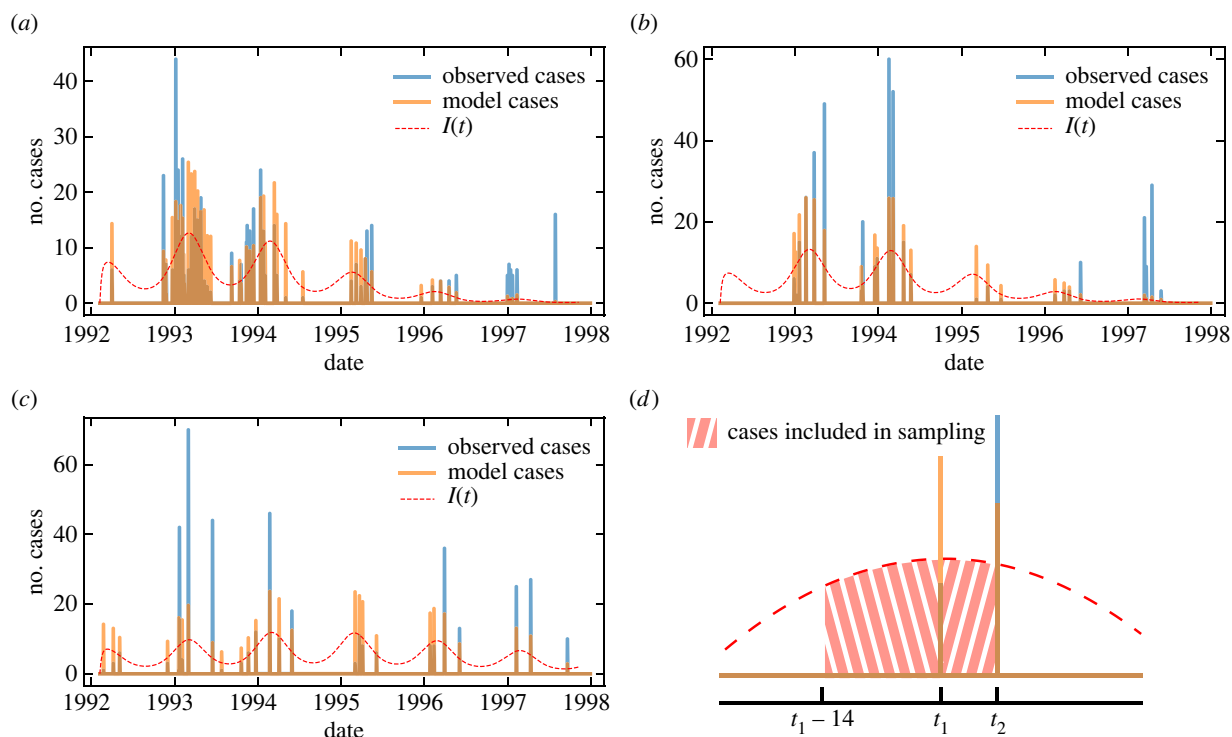 (a)
no. cases
40
30
20
10
0
observed cases
model cases
I(t)
1992 1993 1994 1995 1996 1997 1998
date
(b)
no. cases
60
40
20
0
observed cases
model cases
I(t)
1992 1993 1994 1995 1996 1997 1998
date
(c)
no. cases
60
40
20
0
observed cases
model cases
I(t)
1992 1993 1994 1995 1996 1997 1998
date
(d)
cases included in sampling
t₁ – 14 t₁ t₂